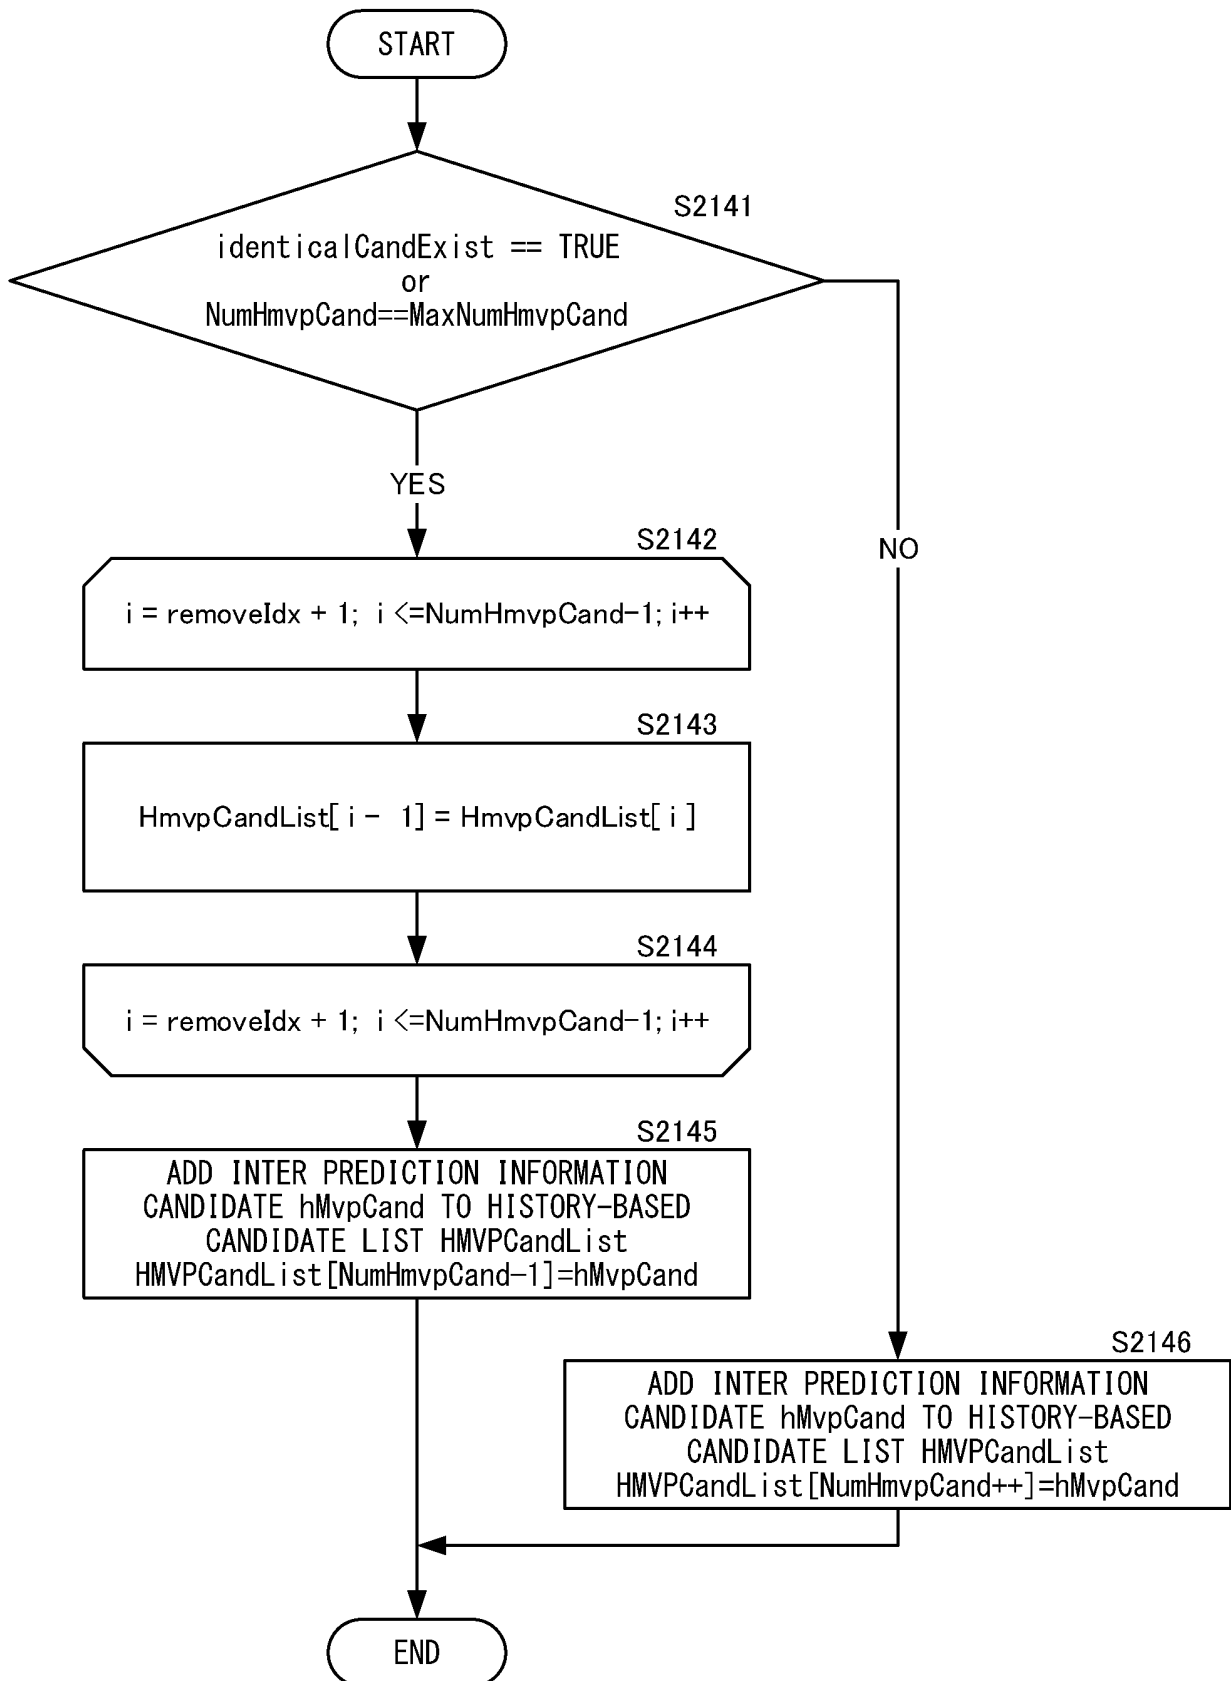 START
S2141
identicalCandExist == TRUE
or
NumHmvpCand==MaxNumHmvpCand
YES
NO
S2142
i = removeIdx + 1; i <=NumHmvpCand-1; i++
S2143
HmvpCandList[ i - 1] = HmvpCandList[ i ]
S2144
i = removeIdx + 1; i <=NumHmvpCand-1; i++
S2145
ADD INTER PREDICTION INFORMATION
CANDIDATE hMvpCand TO HISTORY-BASED
CANDIDATE LIST HMVPCandList
HMVPCandList[NumHmvpCand-1]=hMvpCand
S2146
ADD INTER PREDICTION INFORMATION
CANDIDATE hMvpCand TO HISTORY-BASED
CANDIDATE LIST HMVPCandList
HMVPCandList[NumHmvpCand++]=hMvpCand
END